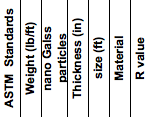 ASTM Standards
Weight (lb/ft)
nano Galss
particles
Thickness (in)
size (ft)
Material
R value